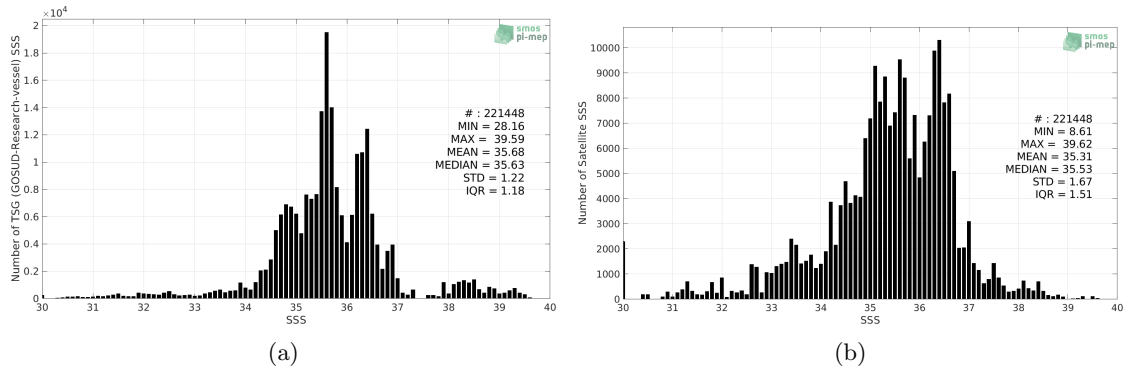 ×10⁴
2
1.8
1.6
1.4
1.2
1
0.8
0.6
0.4
0.2
0
Number of TSG (GOSUD-Research-vessel) SSS
30 31 32 33 34 35 36 37 38 39 40
SSS
smos
pi-mep
# : 221448
MIN = 28.16
MAX = 39.59
MEAN = 35.68
MEDIAN = 35.63
STD = 1.22
IQR = 1.18
(a)
10000
9000
8000
7000
6000
5000
4000
3000
2000
1000
0
Number of Satellite SSS
30 31 32 33 34 35 36 37 38 39 40
SSS
smos
pi-mep
# : 221448
MIN = 8.61
MAX = 39.62
MEAN = 35.31
MEDIAN = 35.53
STD = 1.67
IQR = 1.51
(b)